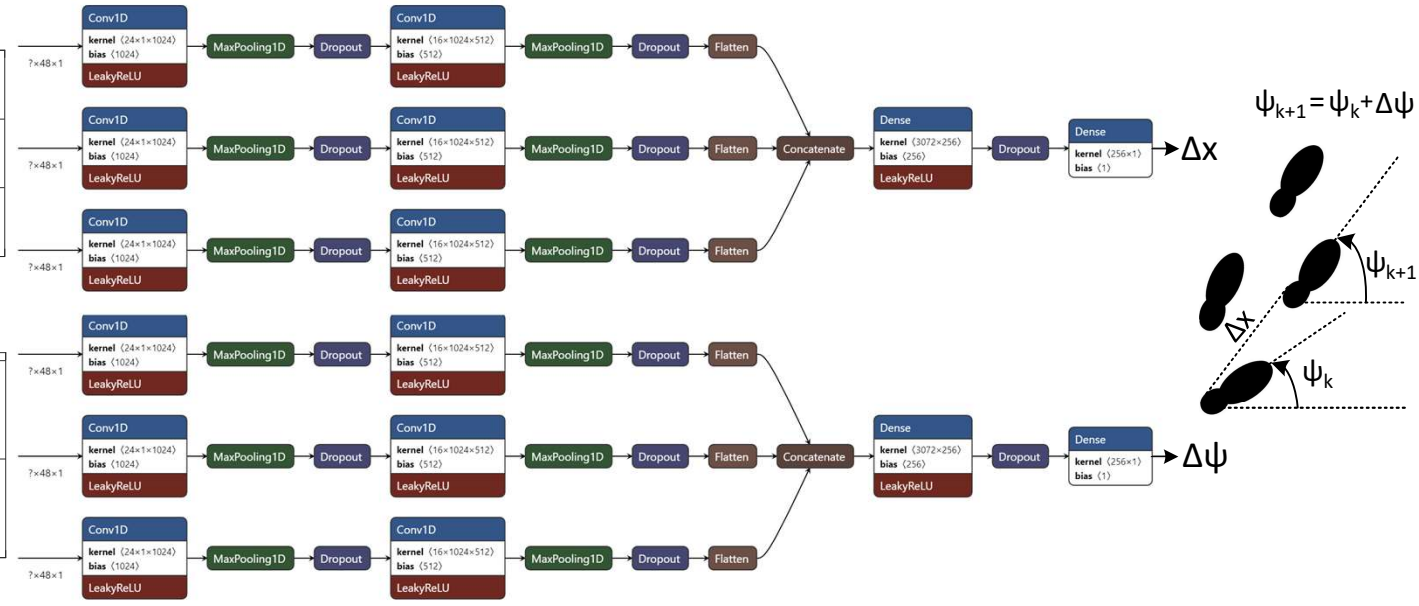 Conv1D
kernel ⟨24×1×1024⟩
bias ⟨1024⟩
LeakyReLU
?×48×1
MaxPooling1D
Dropout
Conv1D
kernel ⟨16×1024×512⟩
bias ⟨512⟩
LeakyReLU
MaxPooling1D
Dropout
Flatten
Conv1D
kernel ⟨24×1×1024⟩
bias ⟨1024⟩
LeakyReLU
?×48×1
MaxPooling1D
Dropout
Conv1D
kernel ⟨16×1024×512⟩
bias ⟨512⟩
LeakyReLU
MaxPooling1D
Dropout
Flatten
Concatenate
Dense
kernel ⟨3072×256⟩
bias ⟨256⟩
LeakyReLU
Dropout
Dense
kernel ⟨256×1⟩
bias ⟨1⟩
Δx
Conv1D
kernel ⟨24×1×1024⟩
bias ⟨1024⟩
LeakyReLU
?×48×1
MaxPooling1D
Dropout
Conv1D
kernel ⟨16×1024×512⟩
bias ⟨512⟩
LeakyReLU
MaxPooling1D
Dropout
Flatten
Conv1D
kernel ⟨24×1×1024⟩
bias ⟨1024⟩
LeakyReLU
?×48×1
MaxPooling1D
Dropout
Conv1D
kernel ⟨16×1024×512⟩
bias ⟨512⟩
LeakyReLU
MaxPooling1D
Dropout
Flatten
Conv1D
kernel ⟨24×1×1024⟩
bias ⟨1024⟩
LeakyReLU
?×48×1
MaxPooling1D
Dropout
Conv1D
kernel ⟨16×1024×512⟩
bias ⟨512⟩
LeakyReLU
MaxPooling1D
Dropout
Flatten
Concatenate
Dense
kernel ⟨3072×256⟩
bias ⟨256⟩
LeakyReLU
Dropout
Dense
kernel ⟨256×1⟩
bias ⟨1⟩
Δψ
Conv1D
kernel ⟨24×1×1024⟩
bias ⟨1024⟩
LeakyReLU
?×48×1
MaxPooling1D
Dropout
Conv1D
kernel ⟨16×1024×512⟩
bias ⟨512⟩
LeakyReLU
MaxPooling1D
Dropout
Flatten
ψk+1 = ψk + Δψ
ψk+1
Δx
ψk